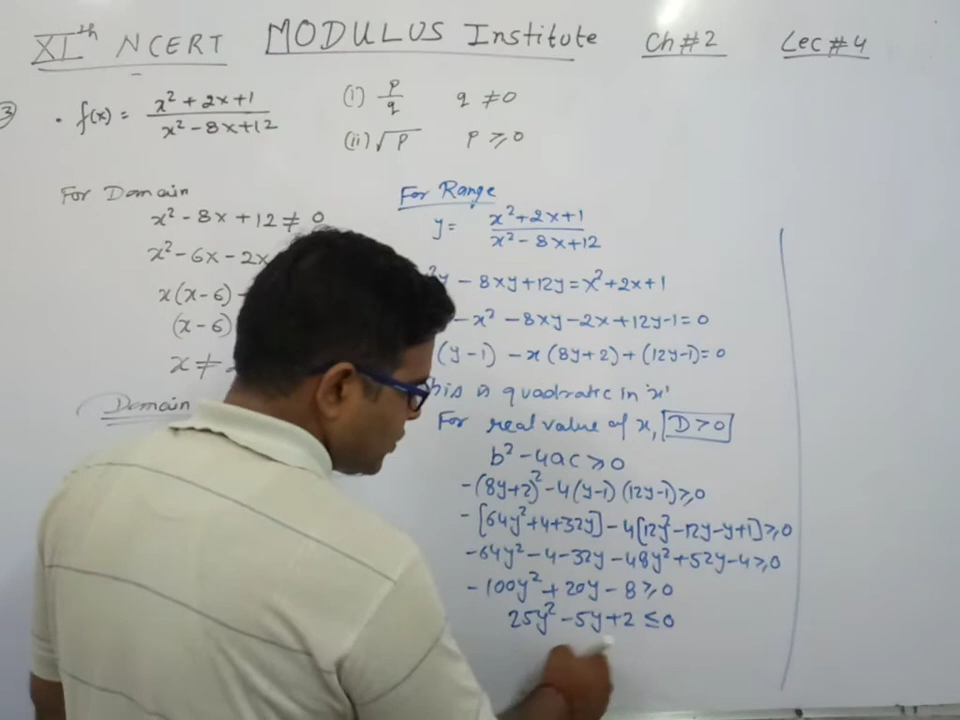 XIth NCERT MODULUS Institute Ch#2 Lec#4
3 • f(x) = (x² + 2x + 1)/(x² - 8x + 12)
(i) p/q q ≠ 0
(ii) √P P ≥ 0
For Domain
x² - 8x + 12 ≠ 0
x² - 6x - 2x
x(x-6) -
(x-6)
x ≠
Domain
For Range
y = (x² + 2x + 1)/(x² - 8x + 12)
²y - 8xy + 12y = x² + 2x + 1
- x² - 8xy - 2x + 12y - 1 = 0
(y-1) - x(8y+2) + (12y-1) = 0
his is quadratic in 'x'
For real value of x, D ≥ 0
b² - 4ac ≥ 0
-(8y+2)² - 4(y-1)(12y-1) ≥ 0
-[64y² + 4 + 32y] - 4[12y² - 12y - y + 1] ≥ 0
-64y² - 4 - 32y - 48y² + 52y - 4 ≥ 0
-100y² + 20y - 8 ≥ 0
25y² - 5y + 2 ≤ 0